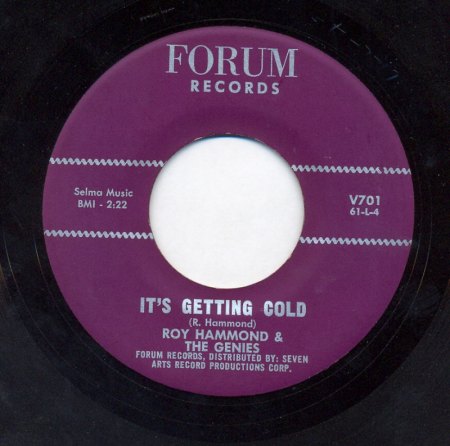 FORUM
RECORDS
Selma Music
BMI - 2:22
V701
61-L-4
IT'S GETTING COLD
(R. Hammond)
ROY HAMMOND &
THE GENIES
FORUM RECORDS, DISTRIBUTED BY: SEVEN
ARTS RECORD PRODUCTIONS CORP.